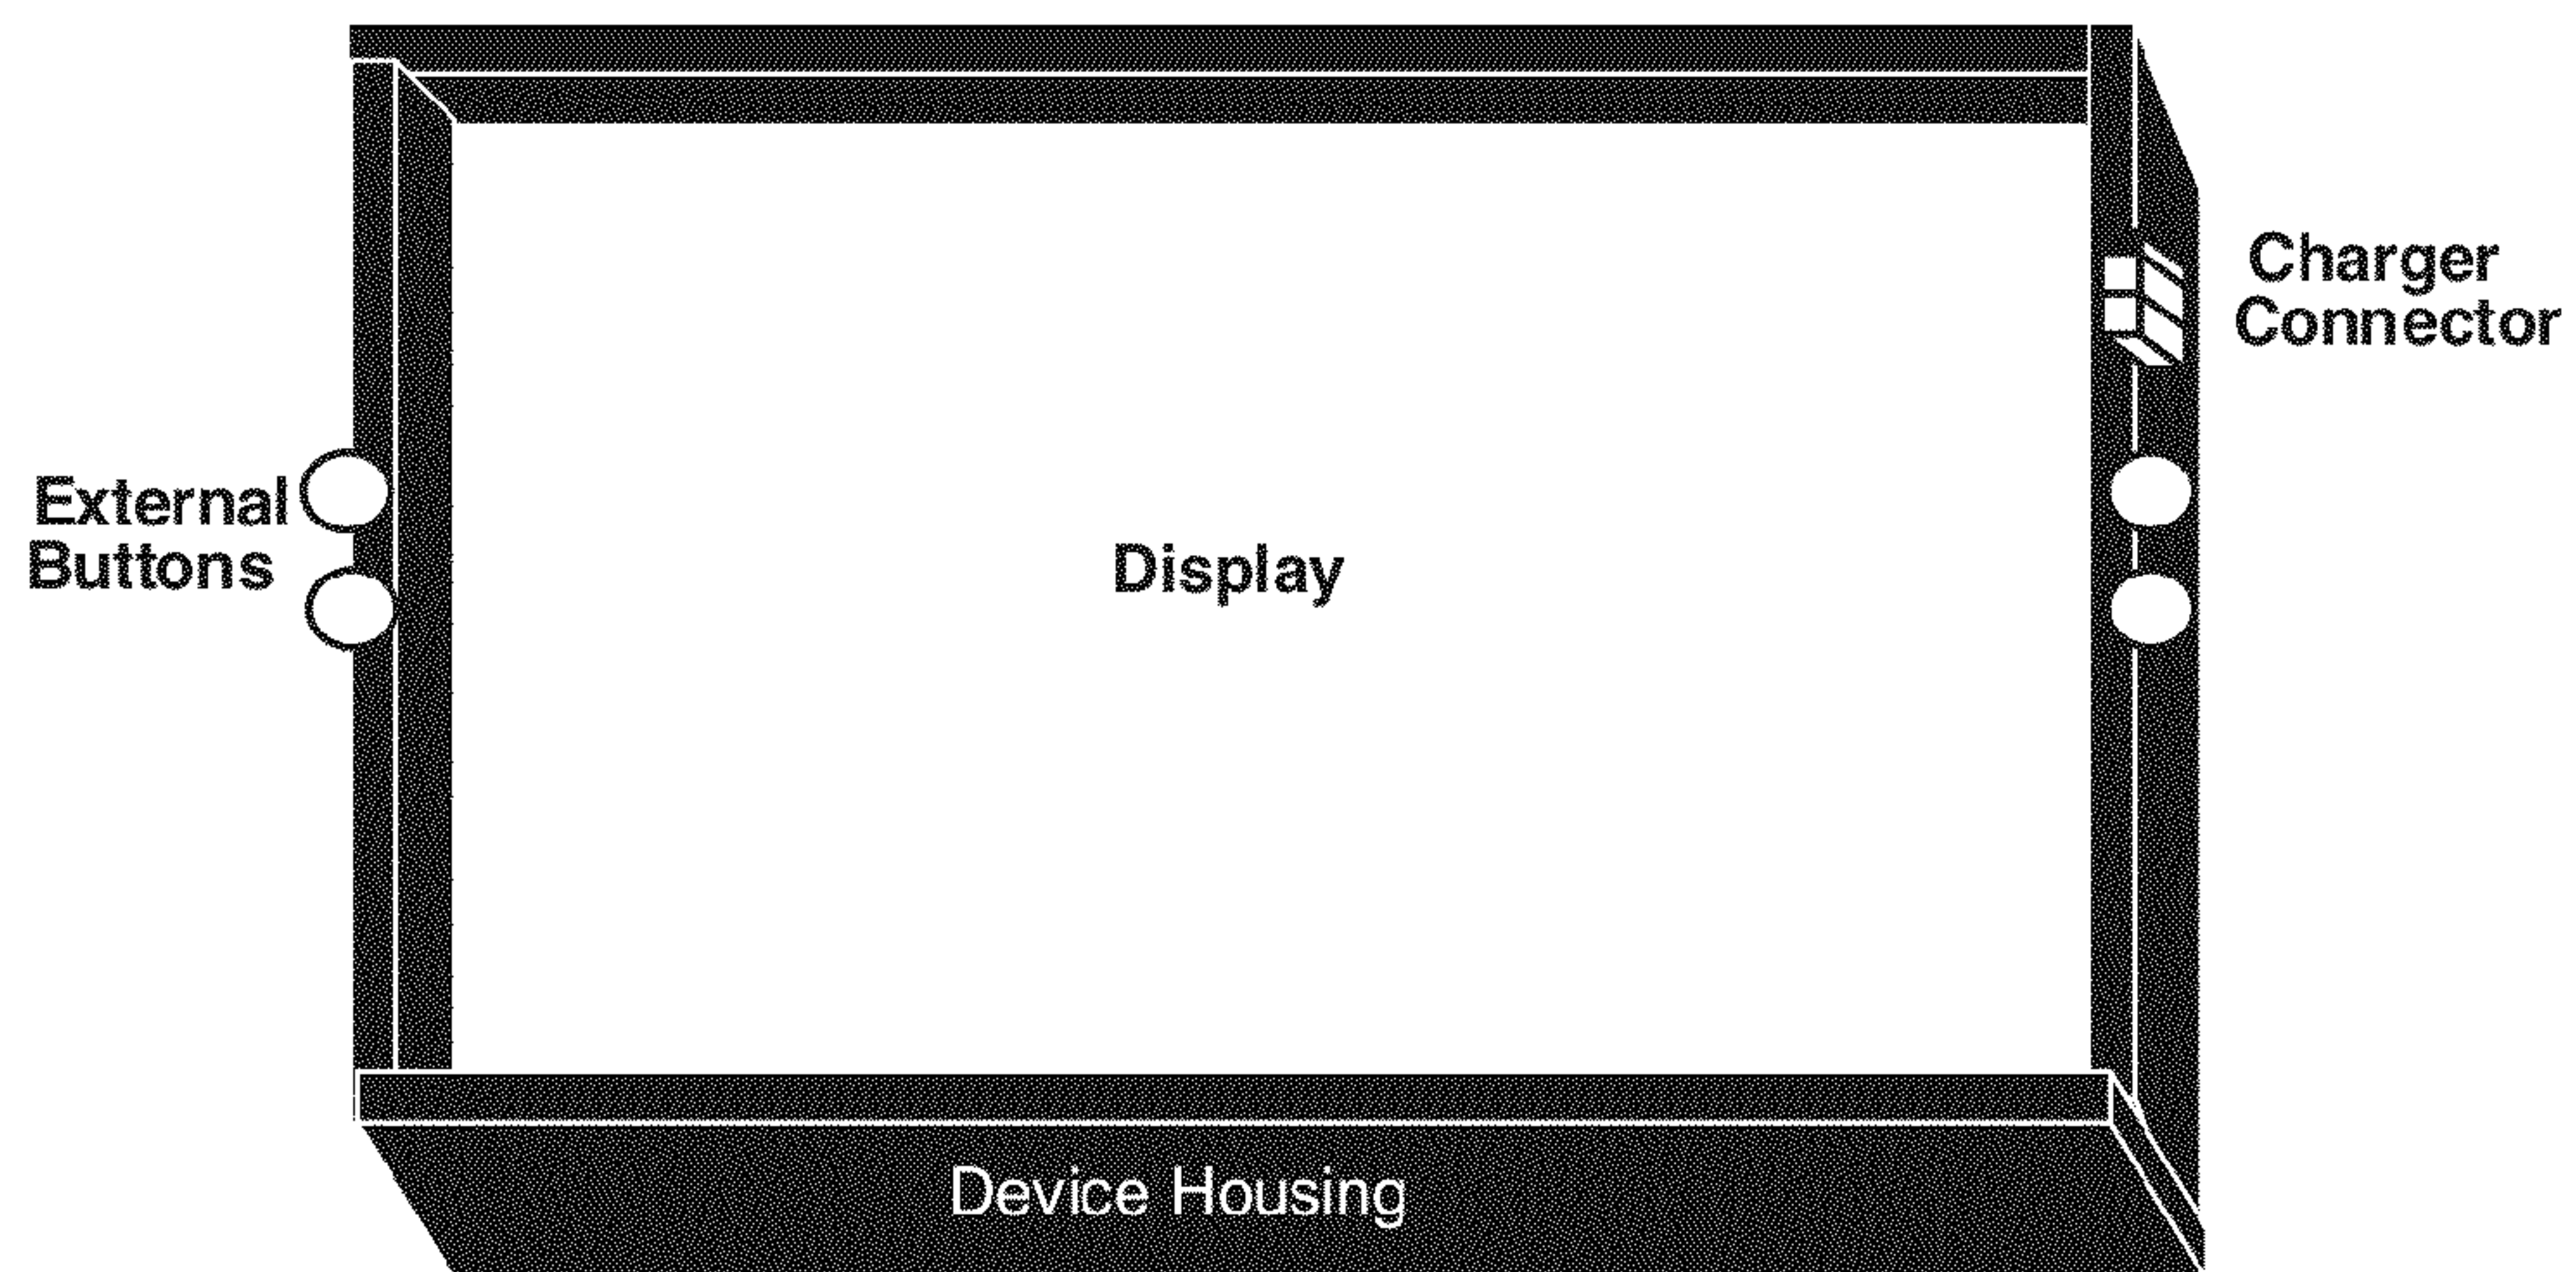 Charger
Connector
External
Buttons
Display
Device Housing